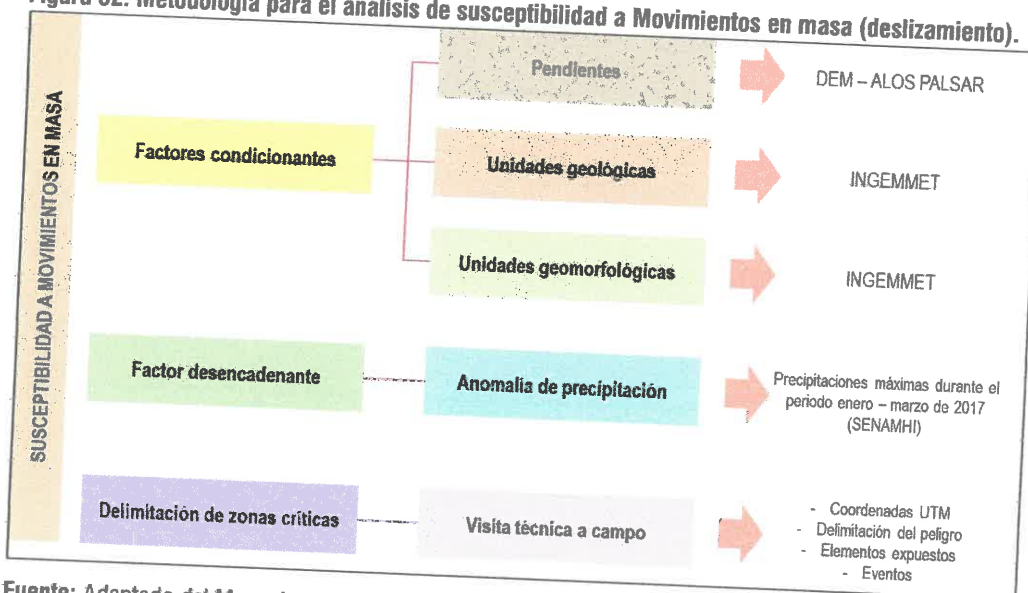 Figura 62. Metodología para el análisis de susceptibilidad a Movimientos en masa (deslizamiento).
SUSCEPTIBILIDAD A MOVIMIENTOS EN MASA
Factores condicionantes
Pendientes
DEM – ALOS PALSAR
Unidades geológicas
INGEMMET
Unidades geomorfológicas
INGEMMET
Factor desencadenante
Anomalía de precipitación
Precipitaciones máximas durante el
periodo enero – marzo de 2017
(SENAMHI)
Delimitación de zonas críticas
Visita técnica a campo
- Coordenadas UTM
- Delimitación del peligro
- Elementos expuestos
- Eventos
Fuente: Adaptado del